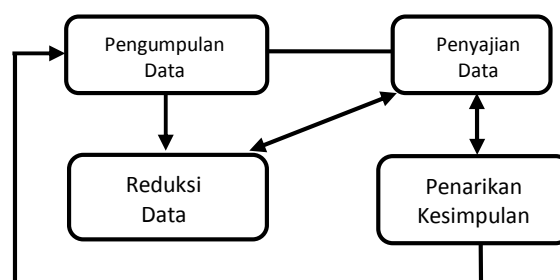 Pengumpulan
Data
Penyajian
Data
Reduksi
Data
Penarikan
Kesimpulan